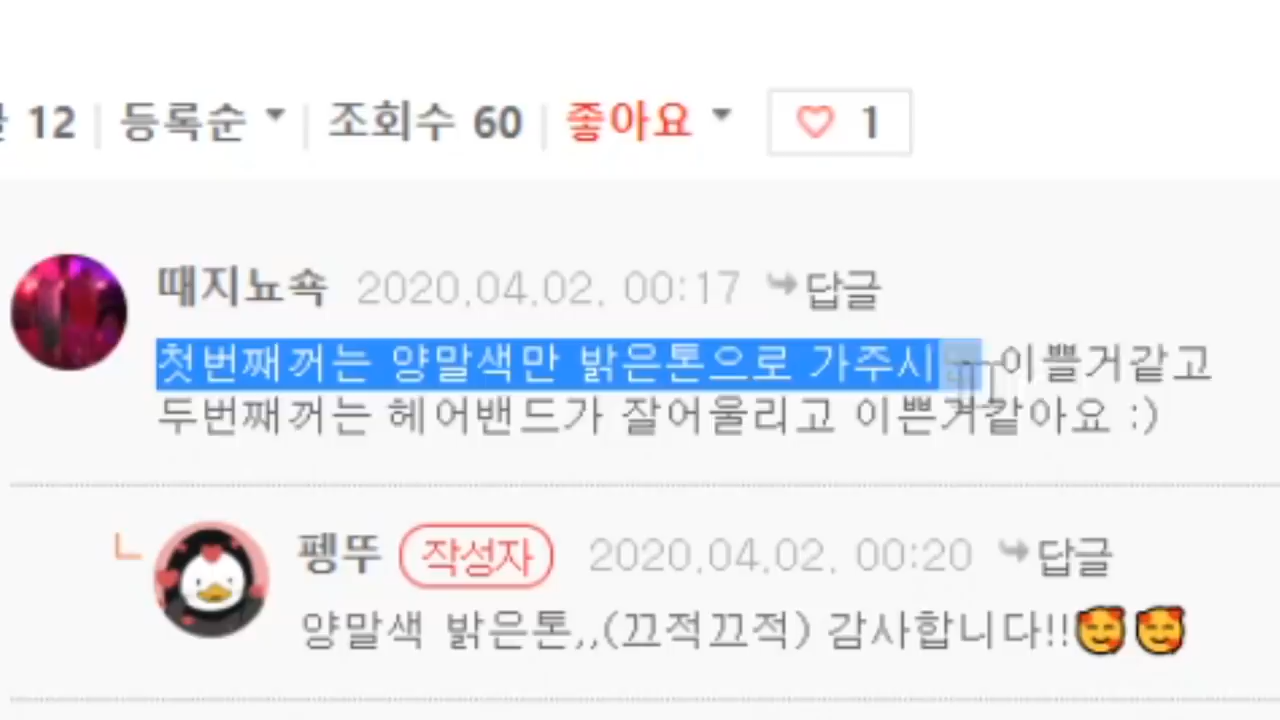 12 등록순 조회수 60 좋아요 1
때지뇨쇽 2020.04.02. 00:17 답글
첫번째꺼는 양말색만 밝은톤으로 가주시 이쁠거같고
두번째꺼는 헤어밴드가 잘어울리고 이쁜거같아요 :)
펭뚜 작성자 2020.04.02. 00:20 답글
양말색 밝은톤,,(끄적끄적) 감사합니다!!🥰🥰